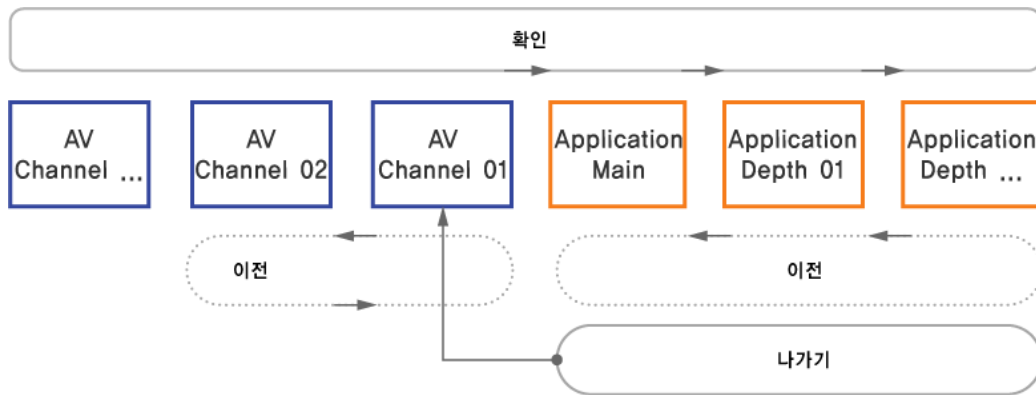 확인
AV
Channel ...
AV
Channel 02
AV
Channel 01
Application
Main
Application
Depth 01
Application
Depth ...
이전
이전
나가기